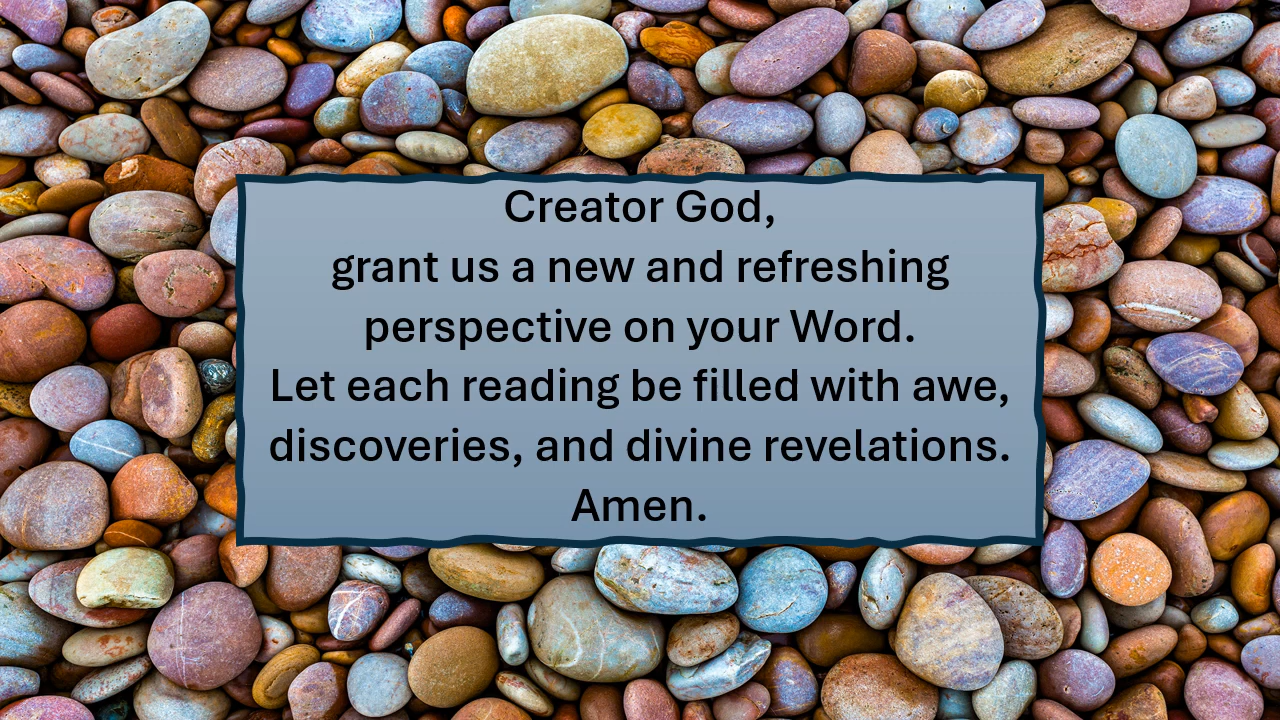 Creator God,
grant us a new and refreshing
perspective on your Word.
Let each reading be filled with awe,
discoveries, and divine revelations.
Amen.